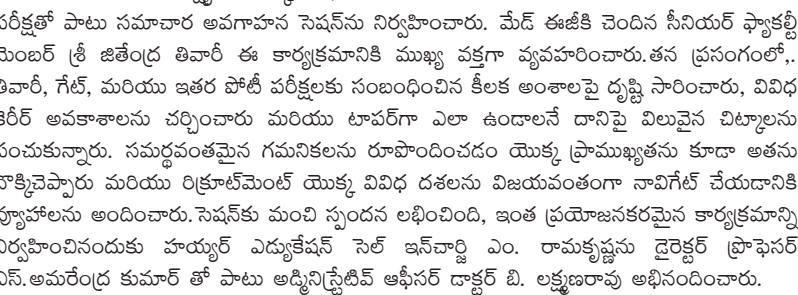 పరీక్షతో పాటు సమాచార అవగాహన సెషన్‌ను నిర్వహించారు. మేడ్ ఈజీకి చెందిన సీనియర్ ఫ్యాకల్టీ
మెంబర్ శ్రీ జితేంద్ర తివారీ ఈ కార్యక్రమానికి ముఖ్య వక్తగా వ్యవహరించారు.తన ప్రసంగంలో,.
తివారీ, గేట్, మరియు ఇతర పోటీ పరీక్షలకు సంబంధించిన కీలక అంశాలపై దృష్టి సారించారు, వివిధ
కెరీర్ అవకాశాలను చర్చించారు మరియు టాపర్‌గా ఎలా ఉండాలనే దానిపై విలువైన చిట్కాలను
పంచుకున్నారు. సమర్థవంతమైన గమనికలను రూపొందించడం యొక్క ప్రాముఖ్యతను కూడా అతను
నొక్కిచెప్పారు మరియు రిక్రూట్‌మెంట్ యొక్క వివిధ దశలను విజయవంతంగా నావిగేట్ చేయడానికి
వ్యూహాలను అందించారు.సెషన్‌కు మంచి స్పందన లభించింది, ఇంత ప్రయోజనకరమైన కార్యక్రమాన్ని
నిర్వహించినందుకు హయ్యర్ ఎడ్యుకేషన్ సెల్ ఇన్‌చార్జి ఎం. రామకృష్ణను డైరెక్టర్ ప్రొఫెసర్
ఎస్.అమరేంద్ర కుమార్ తో పాటు అడ్మినిస్ట్రేటివ్ ఆఫీసర్ డాక్టర్ బి. లక్ష్మణరావు అభినందించారు.